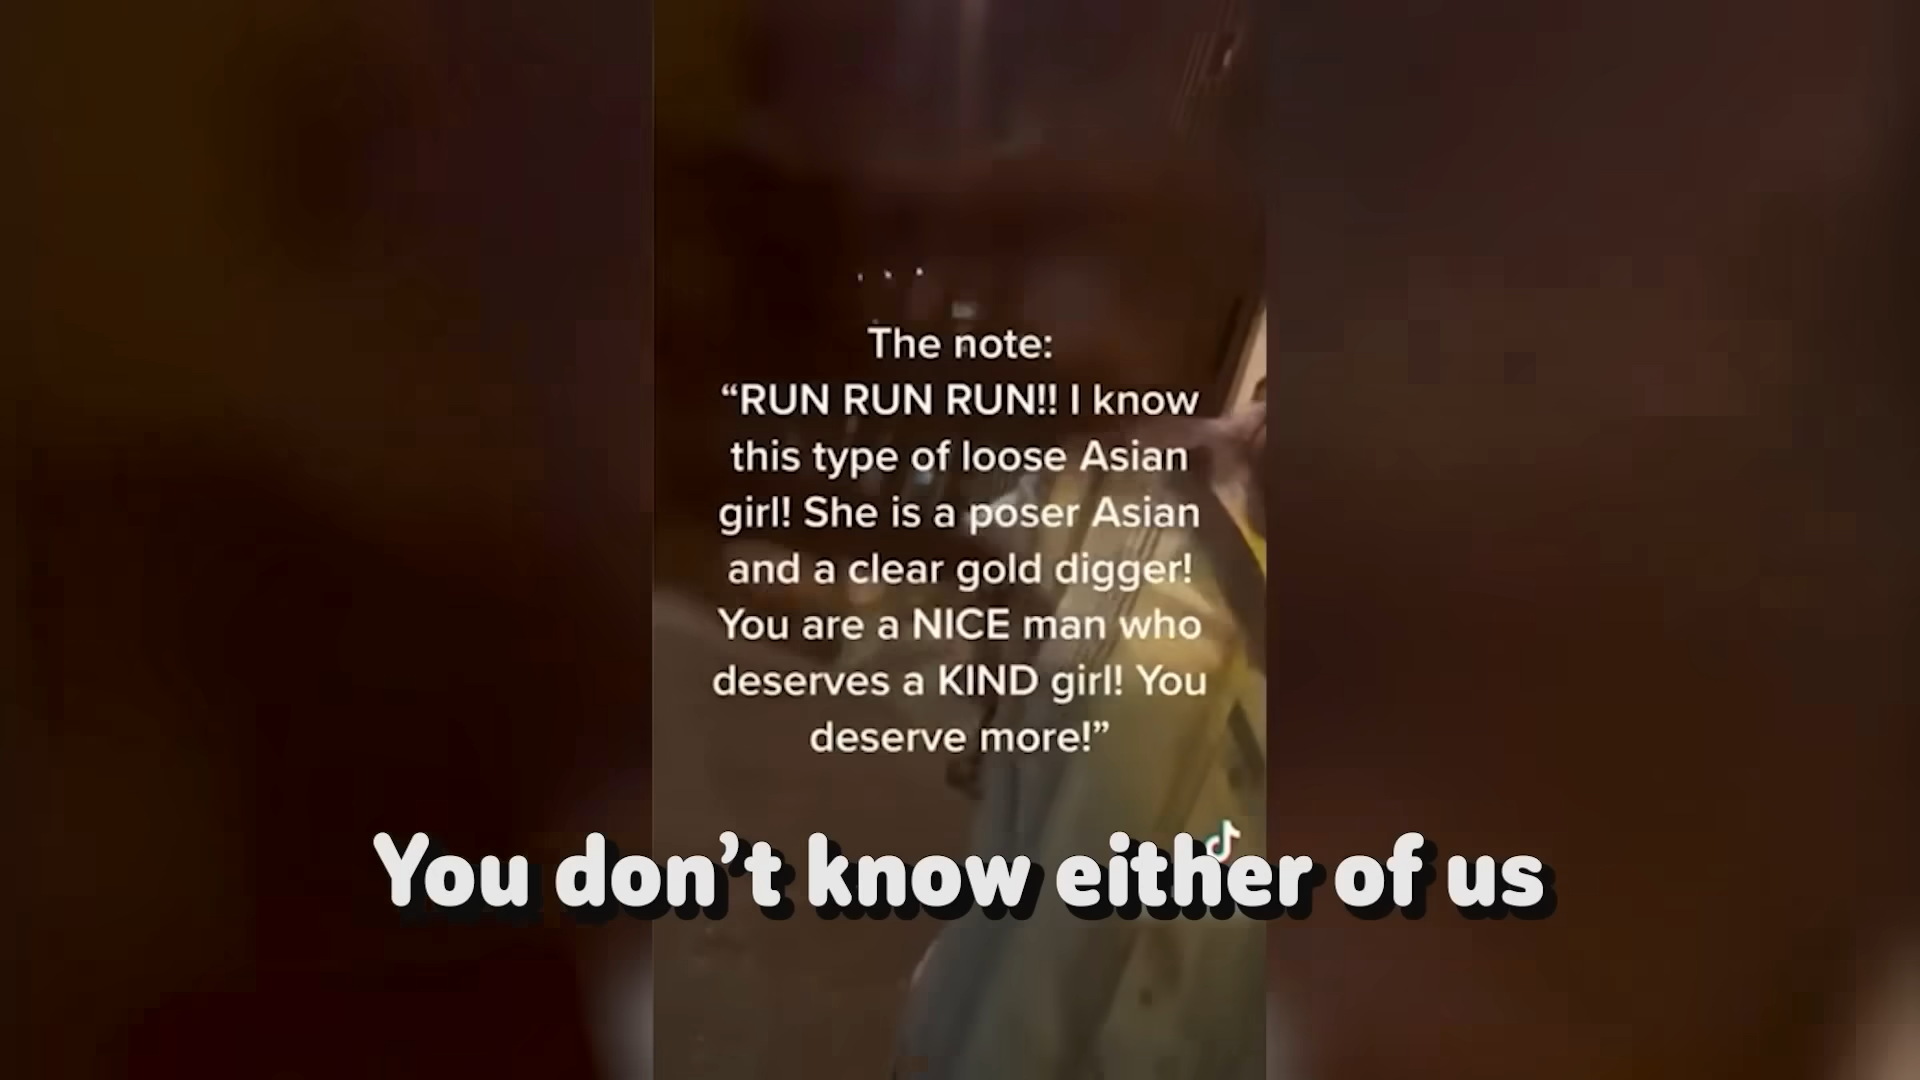 The note:
“RUN RUN RUN!! I know
this type of loose Asian
girl! She is a poser Asian
and a clear gold digger!
You are a NICE man who
deserves a KIND girl! You
deserve more!”
You don’t know either of us